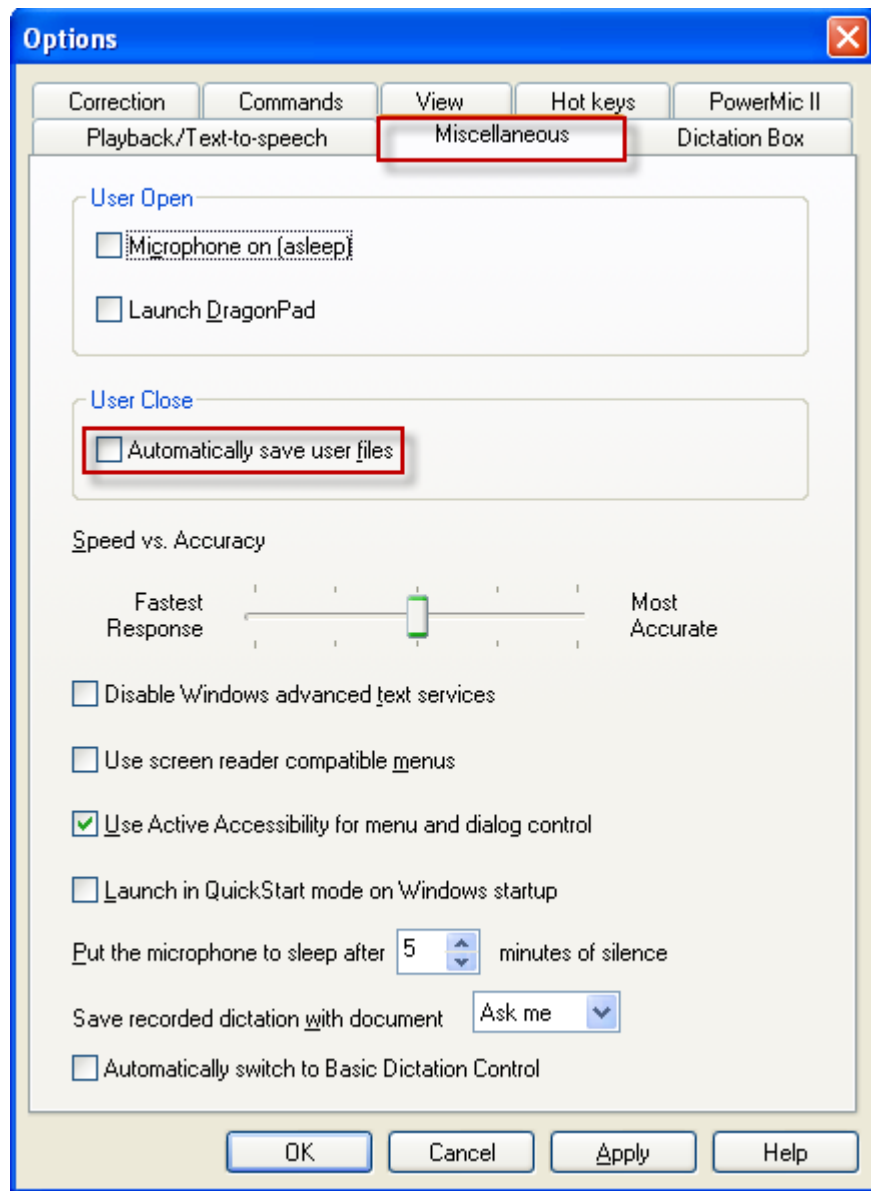 Options
Correction Commands View Hot keys PowerMic II
Playback/Text-to-speech Miscellaneous Dictation Box
User Open
Microphone on (asleep)
Launch DragonPad
User Close
Automatically save user files
Speed vs. Accuracy
Fastest Response
Most Accurate
Disable Windows advanced text services
Use screen reader compatible menus
Use Active Accessibility for menu and dialog control
Launch in QuickStart mode on Windows startup
Put the microphone to sleep after 5 minutes of silence
Save recorded dictation with document Ask me
Automatically switch to Basic Dictation Control
OK Cancel Apply Help